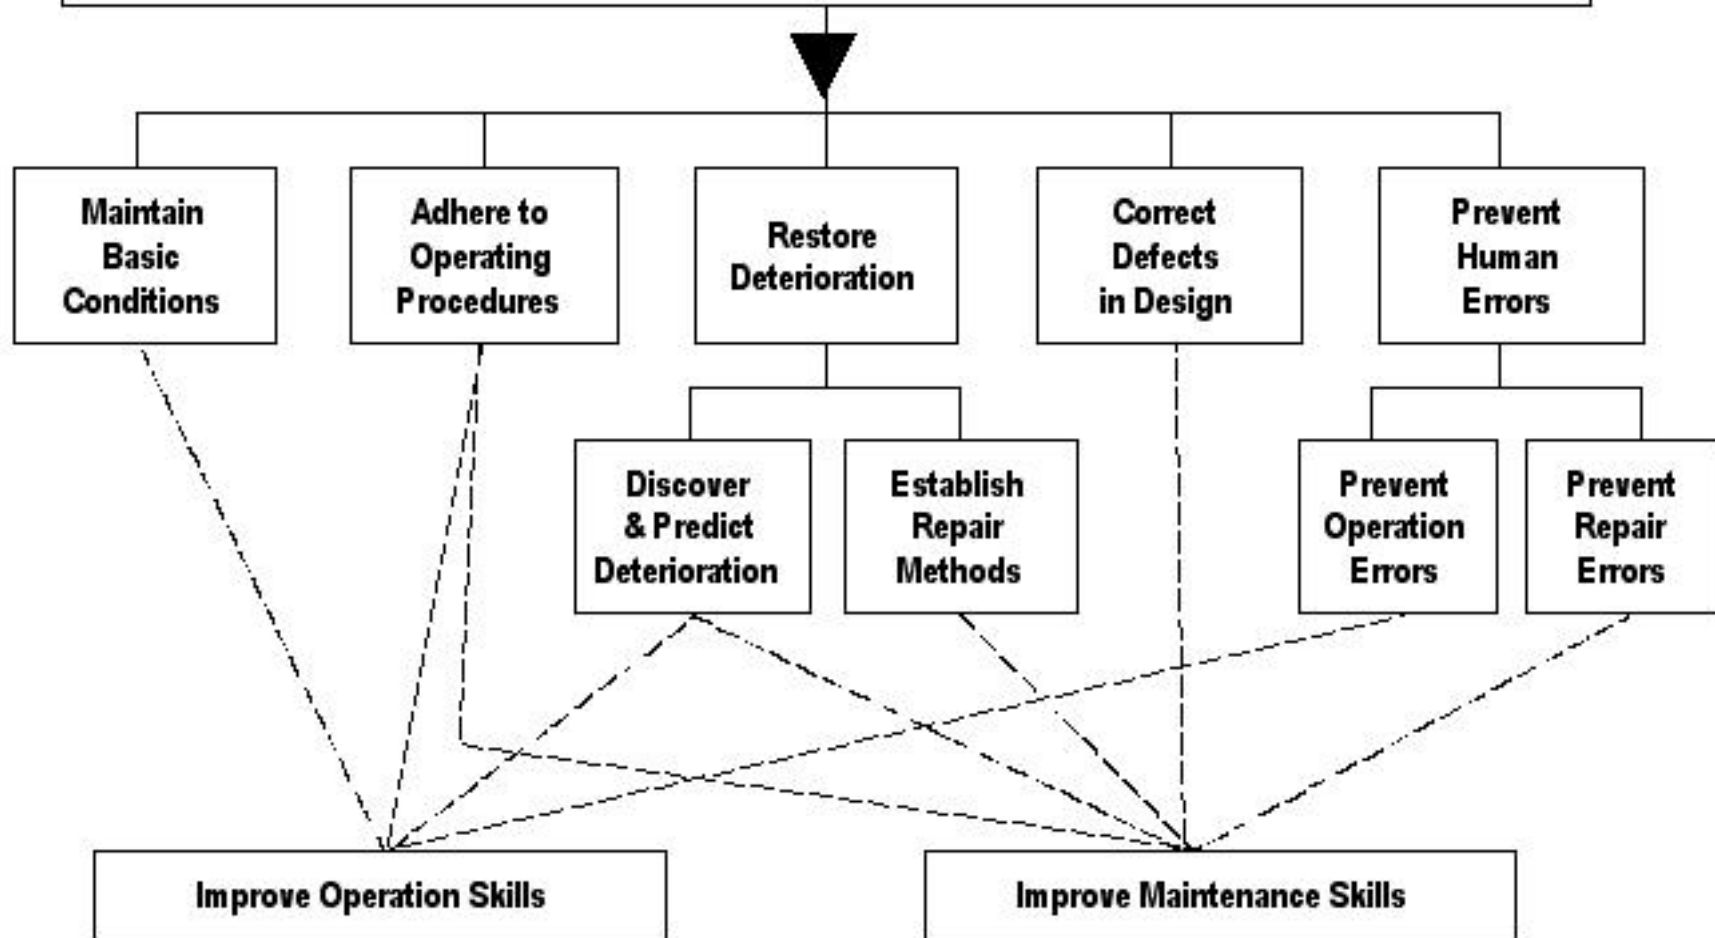 Maintain
Basic
Conditions
Adhere to
Operating
Procedures
Restore
Deterioration
Correct
Defects
in Design
Prevent
Human
Errors
Discover
& Predict
Deterioration
Establish
Repair
Methods
Prevent
Operation
Errors
Prevent
Repair
Errors
Improve Operation Skills
Improve Maintenance Skills